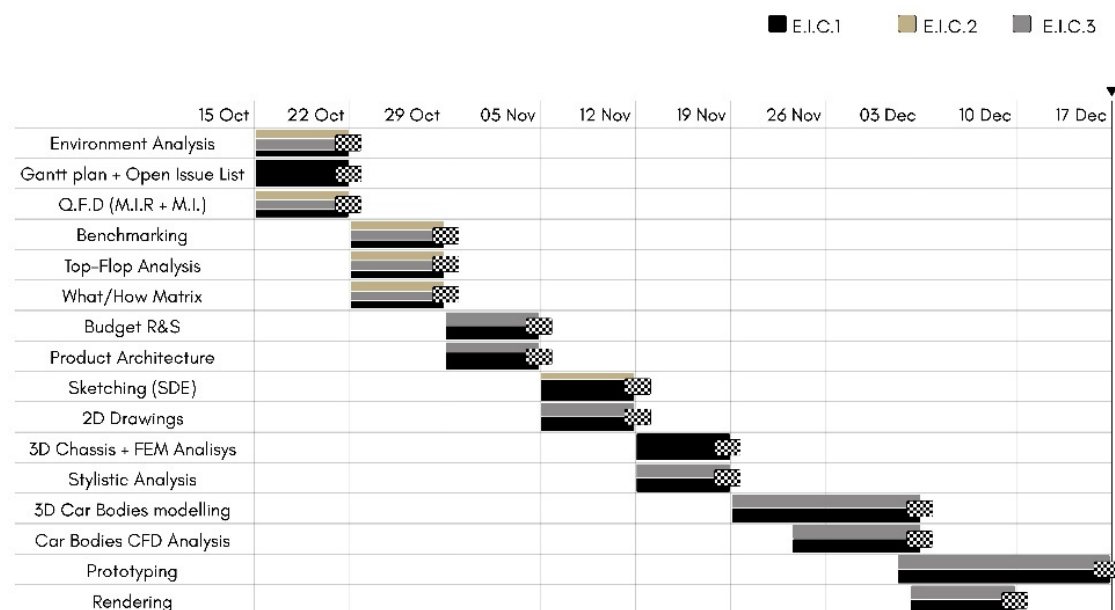 E.I.C.1 E.I.C.2 E.I.C.3
15 Oct 22 Oct 29 Oct 05 Nov 12 Nov 19 Nov 26 Nov 03 Dec 10 Dec 17 Dec
Environment Analysis
Gantt plan + Open Issue List
Q.F.D (M.I.R + M.I.)
Benchmarking
Top-Flop Analysis
What/How Matrix
Budget R&S
Product Architecture
Sketching (SDE)
2D Drawings
3D Chassis + FEM Analisys
Stylistic Analysis
3D Car Bodies modelling
Car Bodies CFD Analysis
Prototyping
Rendering